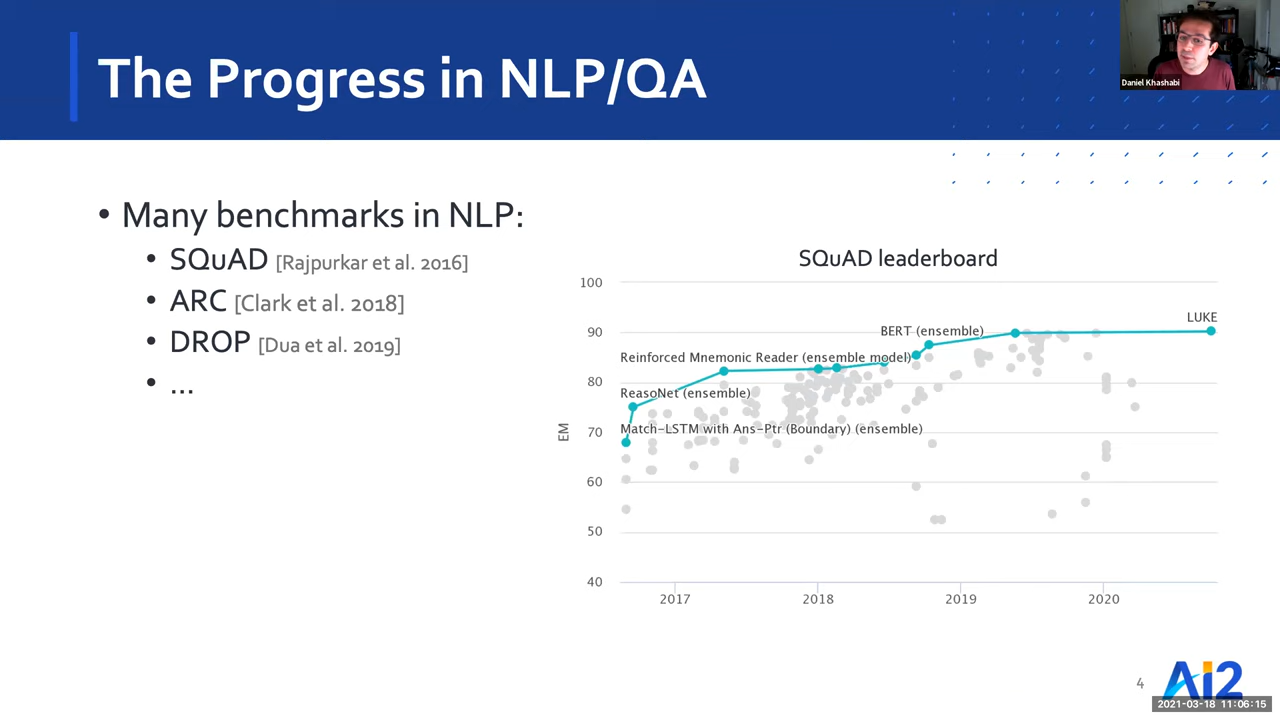 The Progress in NLP/QA
Daniel Khashabi
• Many benchmarks in NLP:
• SQuAD [Rajpurkar et al. 2016]
• ARC [Clark et al. 2018]
• DROP [Dua et al. 2019]
• ...
SQuAD leaderboard
100
90
80
70
60
50
40
EM
LUKE
BERT (ensemble)
Reinforced Mnemonic Reader (ensemble model)
ReasoNet (ensemble)
Match-LSTM with Ans-Ptr (Boundary) (ensemble)
2017
2018
2019
2020
4
Ai2
2021-03-18 11:06:15